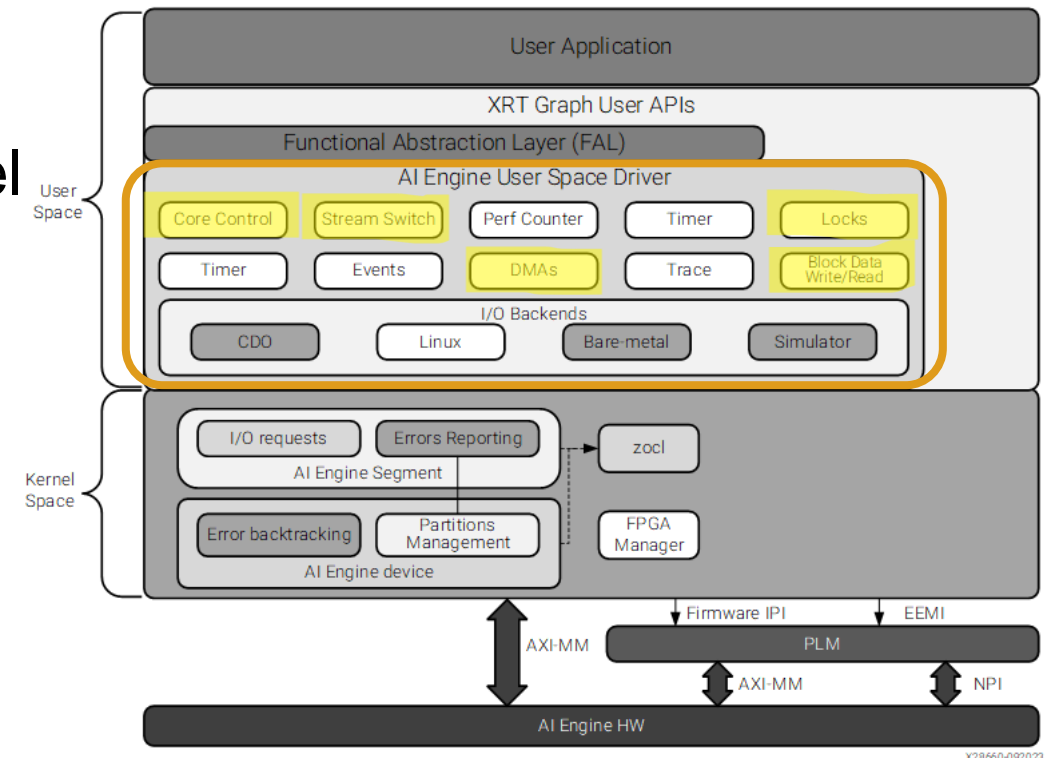 User Application
XRT Graph User APIs
Functional Abstraction Layer (FAL)
el
User
Space
AI Engine User Space Driver
Core Control
Stream Switch
Perf Counter
Timer
Locks
Timer
Events
DMAs
Trace
Block Data
Write/Read
I/O Backends
CDO
Linux
Bare-metal
Simulator
Kernel
Space
I/O requests
Errors Reporting
AI Engine Segment
zocl
Error backtracking
Partitions
Management
AI Engine device
FPGA
Manager
AXI-MM
Firmware IPI
EEMI
PLM
AXI-MM
NPI
AI Engine HW
X28660-092023